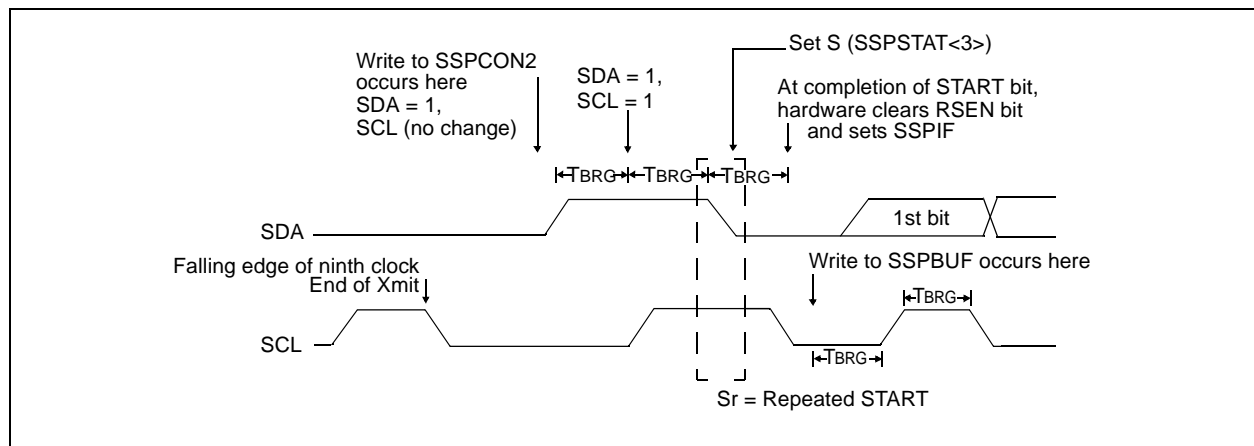 Set S (SSPSTAT<3>)
Write to SSPCON2
occurs here
SDA = 1,
SCL (no change)
SDA = 1,
SCL = 1
At completion of START bit,
hardware clears RSEN bit
and sets SSPIF
TBRG
TBRG
TBRG
SDA
1st bit
Falling edge of ninth clock
End of Xmit
Write to SSPBUF occurs here
TBRG
SCL
TBRG
Sr = Repeated START